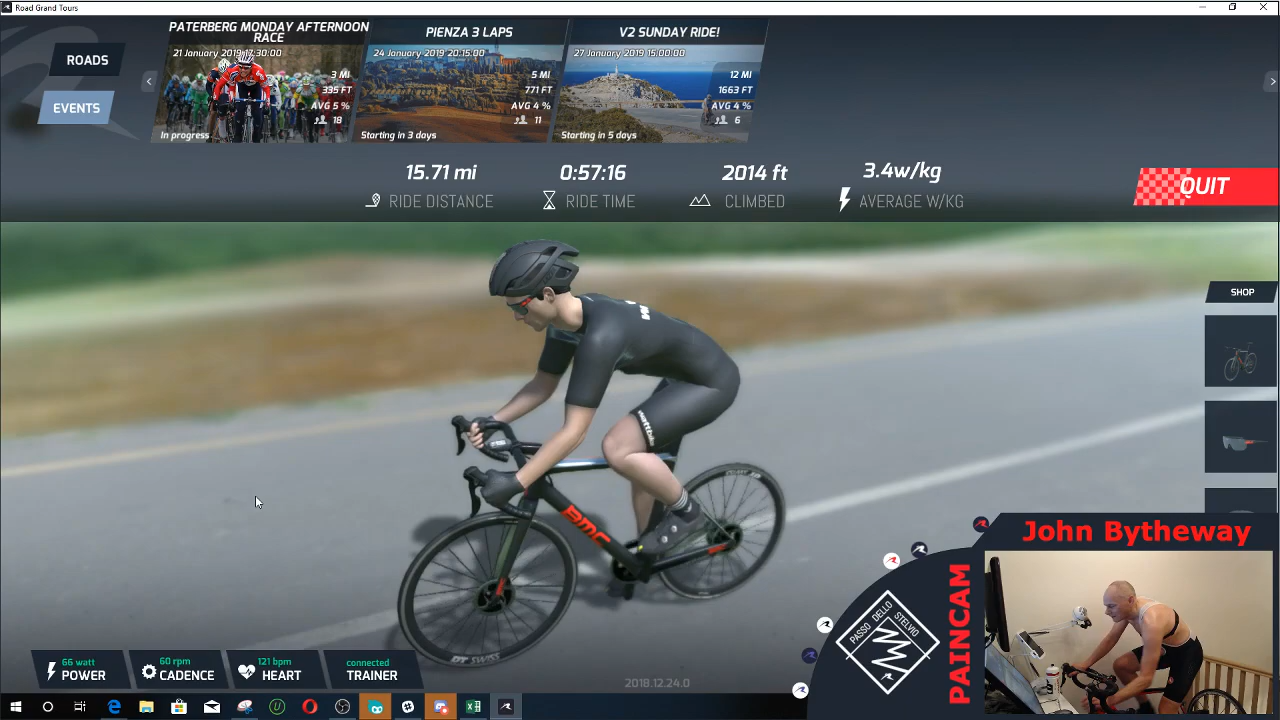 Road Grand Tours
ROADS
EVENTS
PATERBERG MONDAY AFTERNOON
RACE
21 January 2019 17:30:00
3 MI
335 FT
AVG 5 %
18
In progress
PIENZA 3 LAPS
24 January 2019 20:15:00
5 MI
771 FT
AVG 4 %
11
Starting in 3 days
V2 SUNDAY RIDE!
27 January 2019 15:00:00
12 MI
1663 FT
AVG 4 %
6
Starting in 5 days
15.71 mi
RIDE DISTANCE
0:57:16
RIDE TIME
2014 ft
CLIMBED
3.4w/kg
AVERAGE W/KG
QUIT
SHOP
wattbike
BMC
DT SWISS
John Bytheway
PAINCAM
PASSO DELLO
STELVIO
66 watt
POWER
60 rpm
CADENCE
121 bpm
HEART
connected
TRAINER
2018.12.24.0